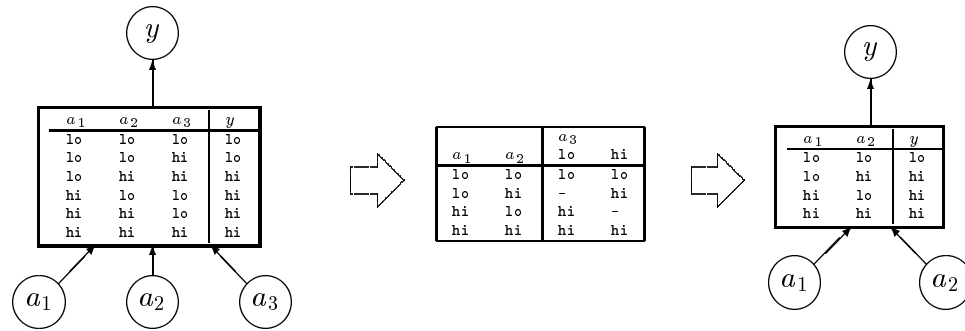 y
a1 a2 a3 y
lo lo lo lo
lo lo hi lo
lo hi hi hi
hi lo lo hi
hi hi lo hi
hi hi hi hi
a1 a2 a3
a3
a1 a2 lo hi
lo lo lo lo
lo hi - hi
hi lo hi -
hi hi hi hi
y
a1 a2 y
lo lo lo
lo hi hi
hi lo hi
hi hi hi
a1 a2